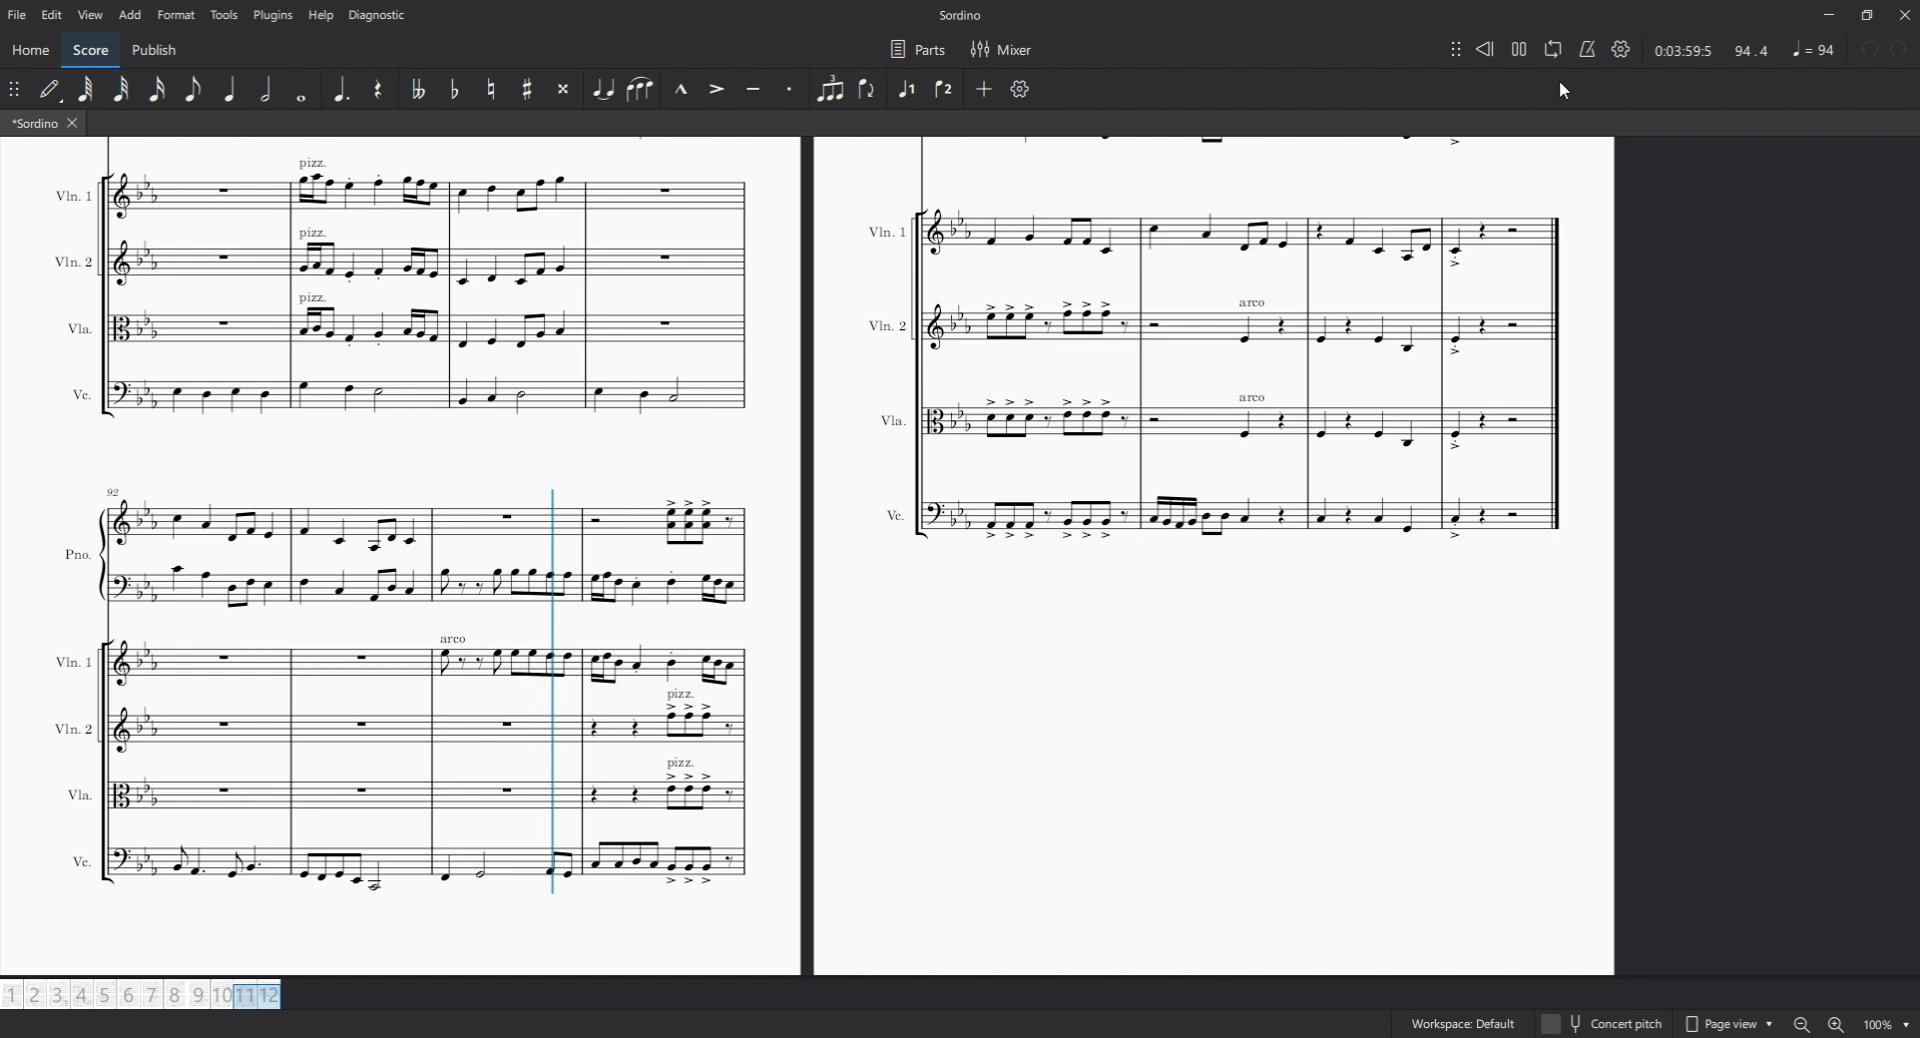 File Edit View Add Format Tools Plugins Help Diagnostic Sordino
Home Score Publish Parts Mixer 0:03:59:5 94 . 4 = 94
3 1 2
*Sordino
pizz.
Vln. 1
pizz.
Vln. 2
pizz.
Vla.
Vc.
92
Pno.
arco
Vln. 1
pizz.
Vln. 2
pizz.
Vla.
Vc.
Vln. 1
arco
Vln. 2
arco
Vla.
Vc.
1 2 3 4 5 6 7 8 9 10 11 12
Workspace: Default Concert pitch Page view 100%